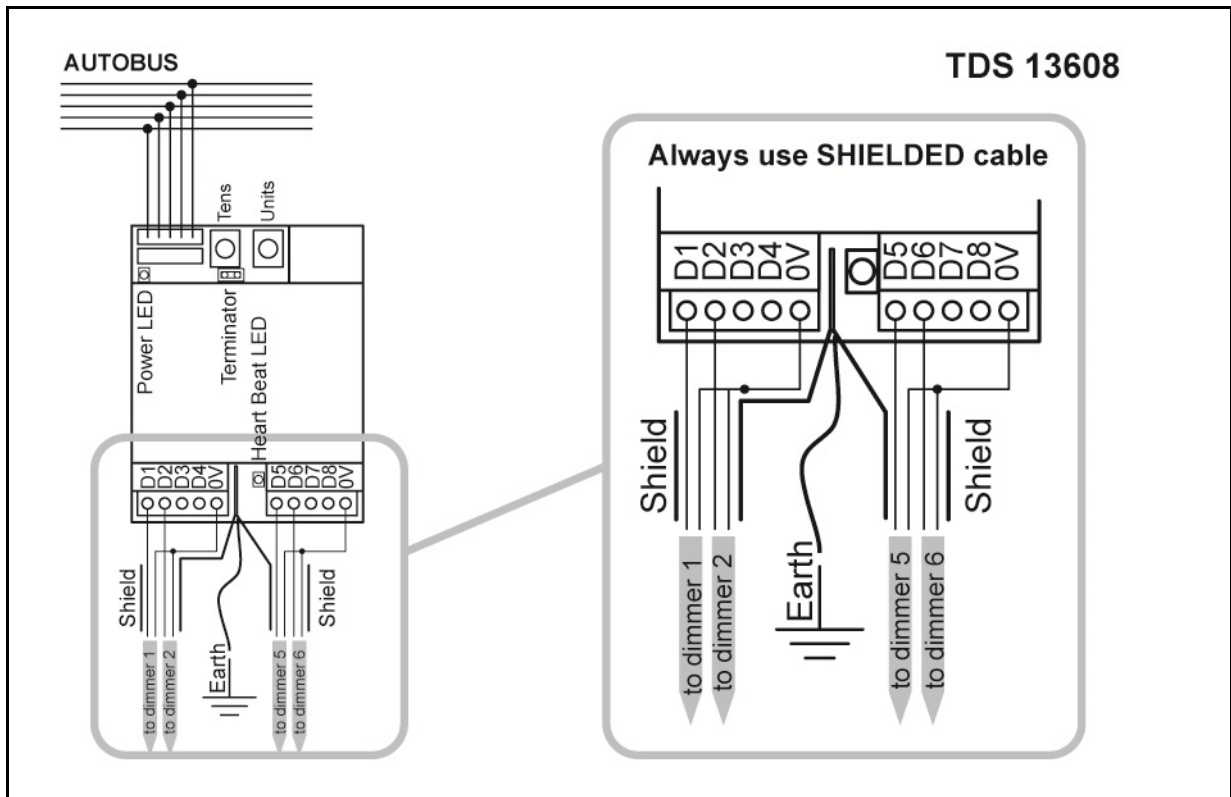 AUTOBUS
TDS 13608
Tens
Units
Power LED
Terminator
Heart Beat LED
D1 D2 D3 D4 0V
D5 D6 D7 D8 0V
Shield
Shield
to dimmer 1
to dimmer 2
Earth
to dimmer 5
to dimmer 6
Always use SHIELDED cable
D1 D2 D3 D4 0V
D5 D6 D7 D8 0V
Shield
Shield
to dimmer 1
to dimmer 2
Earth
to dimmer 5
to dimmer 6